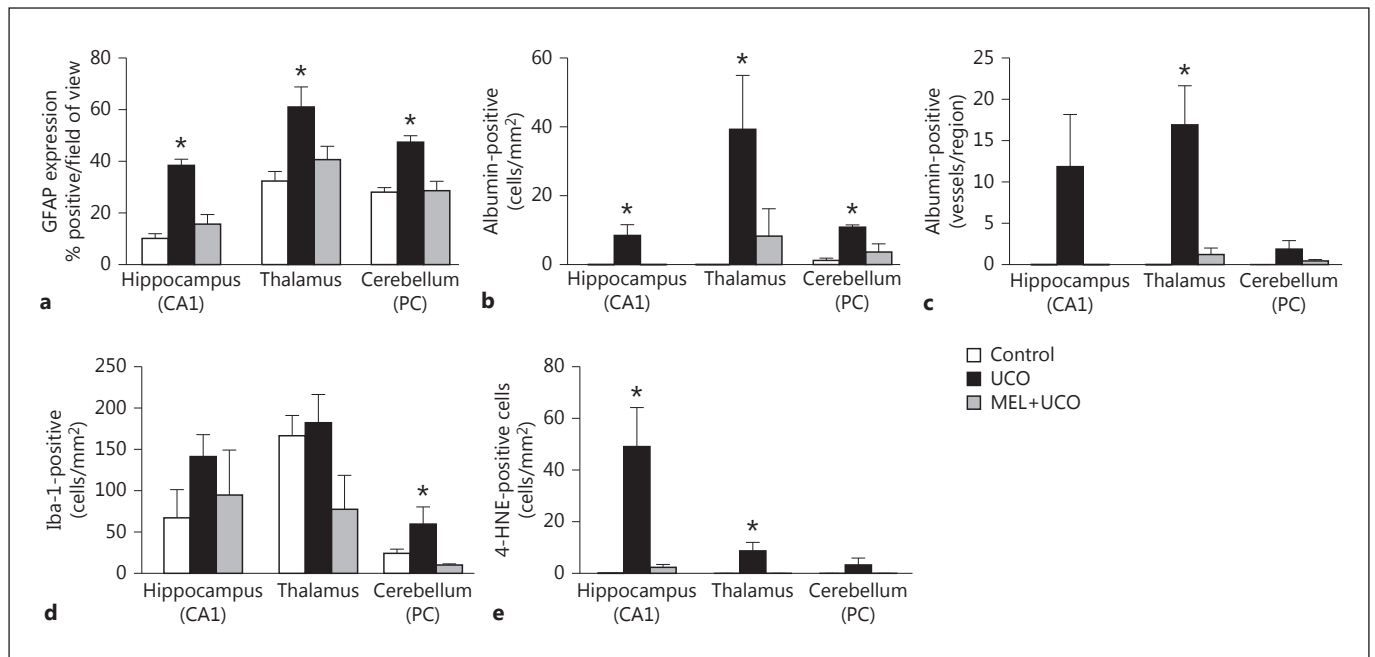 GFAP expression
% positive/field of view
80
60
40
20
0
*
*
*
Hippocampus
(CA1)
Thalamus
Cerebellum
(PC)
a
Albumin-positive
(cells/mm²)
60
40
20
0
*
*
*
Hippocampus
(CA1)
Thalamus
Cerebellum
(PC)
b
Albumin-positive
(vessels/region)
25
20
15
10
5
0
*
Hippocampus
(CA1)
Thalamus
Cerebellum
(PC)
c
Control
UCO
MEL+UCO
Iba-1-positive
(cells/mm²)
250
200
150
100
50
0
*
Hippocampus
(CA1)
Thalamus
Cerebellum
(PC)
d
4-HNE-positive cells
(cells/mm²)
80
60
40
20
0
*
*
Hippocampus
(CA1)
Thalamus
Cerebellum
(PC)
e